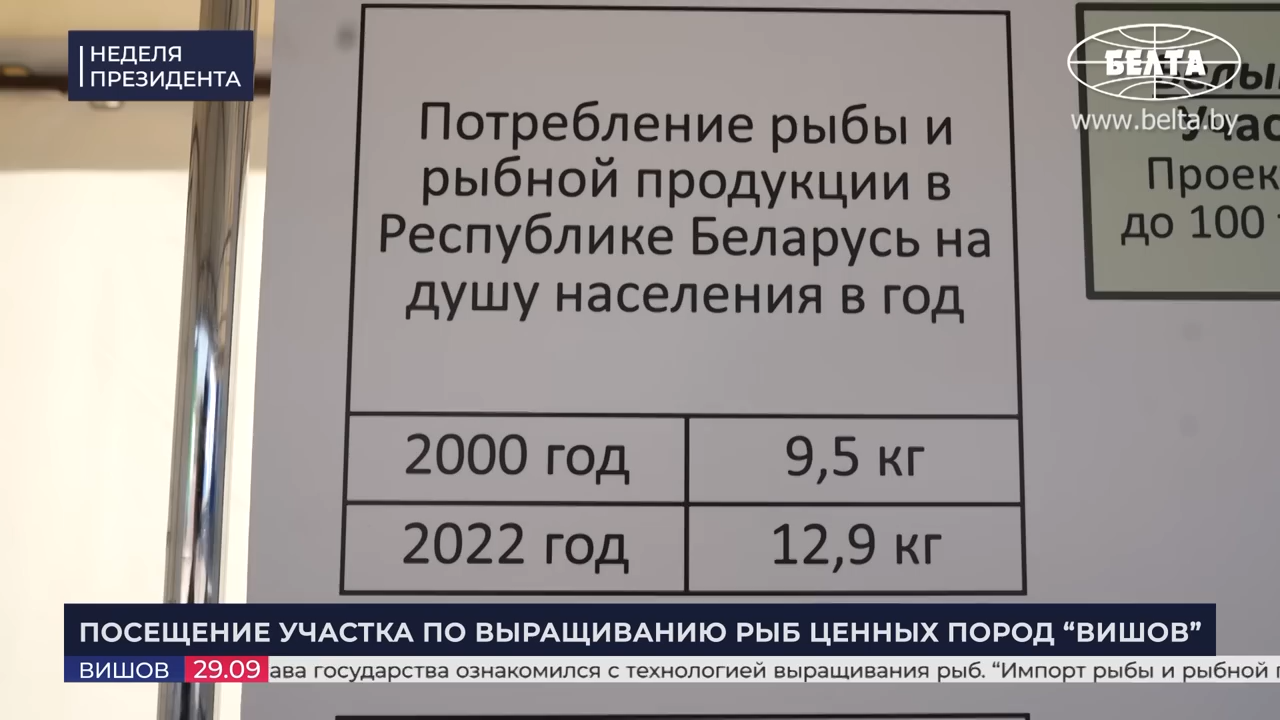 НЕДЕЛЯ
ПРЕЗИДЕНТА
БЕЛТА
www.belta.by
Потребление рыбы и
рыбной продукции в
Республике Беларусь на
душу населения в год
2000 год
9,5 кг
2022 год
12,9 кг
до 100
ПОСЕЩЕНИЕ УЧАСТКА ПО ВЫРАЩИВАНИЮ РЫБ ЦЕННЫХ ПОРОД “ВИШОВ”
ВИШОВ
29.09
ава государства ознакомился с технологией выращивания рыб. “Импорт рыбы и рыбной